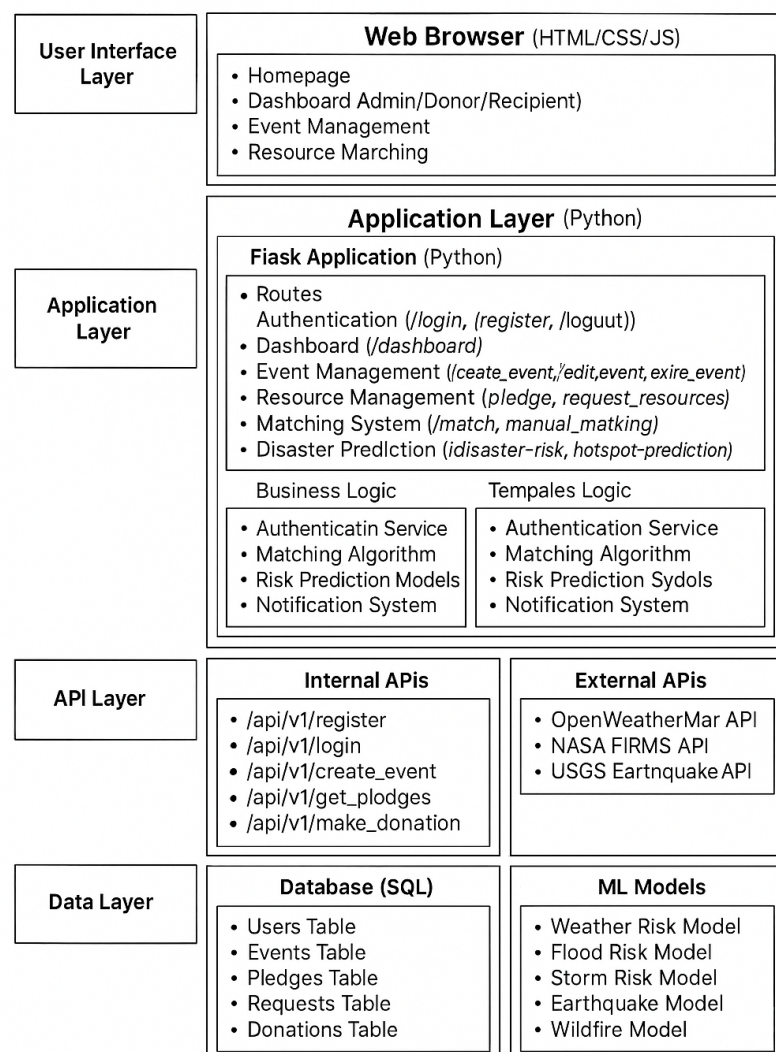 User Interface
Layer
Web Browser (HTML/CSS/JS)
• Homepage
• Dashboard Admin/Donor/Recipient)
• Event Management
• Resource Marching
Application
Layer
Application Layer (Python)
Fiask Application (Python)
• Routes
Authentication (/login, (register, /loguut))
• Dashboard (/dashboard)
• Event Management (/ceate_event,/'edit,event, exire_event)
• Resource Management (pledge, request_resources)
• Matching System (/match, manual_matking)
• Disaster PredIction (idisaster-risk, hotspot-prediction)
Business Logic
• Authenticatin Service
• Matching Algorithm
• Risk Prediction Models
• Notification System
Tempales Logic
• Authentication Service
• Matching Algorithm
• Risk Prediction Sydols
• Notification System
API Layer
Internal APis
• /api/v1/register
• /api/v1/login
• /api/v1/create_event
• /api/v1/get_plodges
• /api/v1/make_donation
External APis
• OpenWeatherMar API
• NASA FIRMS API
• USGS Eartnquake API
Data Layer
Database (SQL)
• Users Table
• Events Table
• Pledges Table
• Requests Table
• Donations Table
ML Models
• Weather Risk Model
• Flood Risk Model
• Storm Risk Model
• Earthquake Model
• Wildfire Model